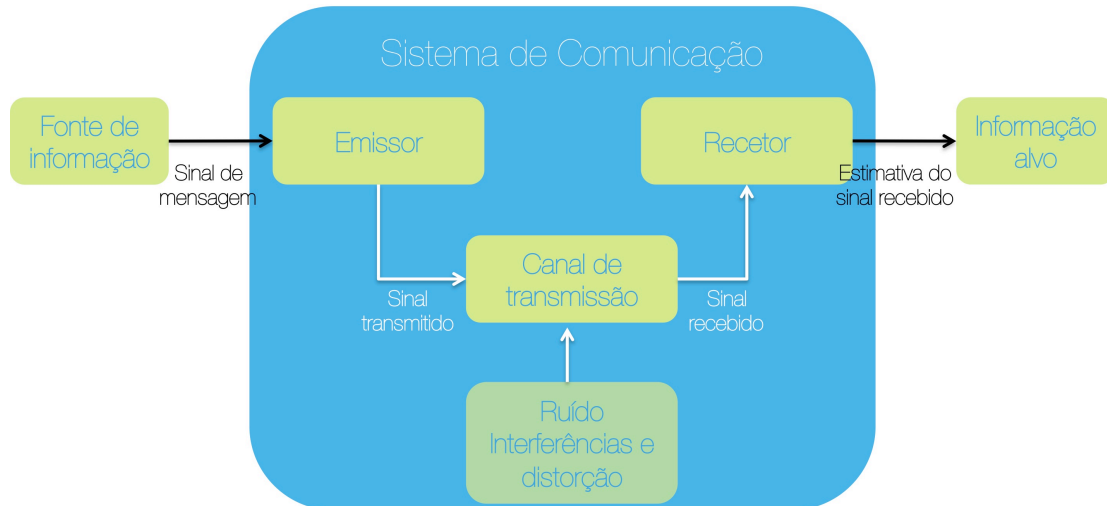 Sistema de Comunicação
Fonte de
informação
Sinal de
mensagem
Emissor
Recetor
Estimativa do
sinal recebido
Informação
alvo
Sinal
transmitido
Canal de
transmissão
Sinal
recebido
Ruído
Interferências e
distorção